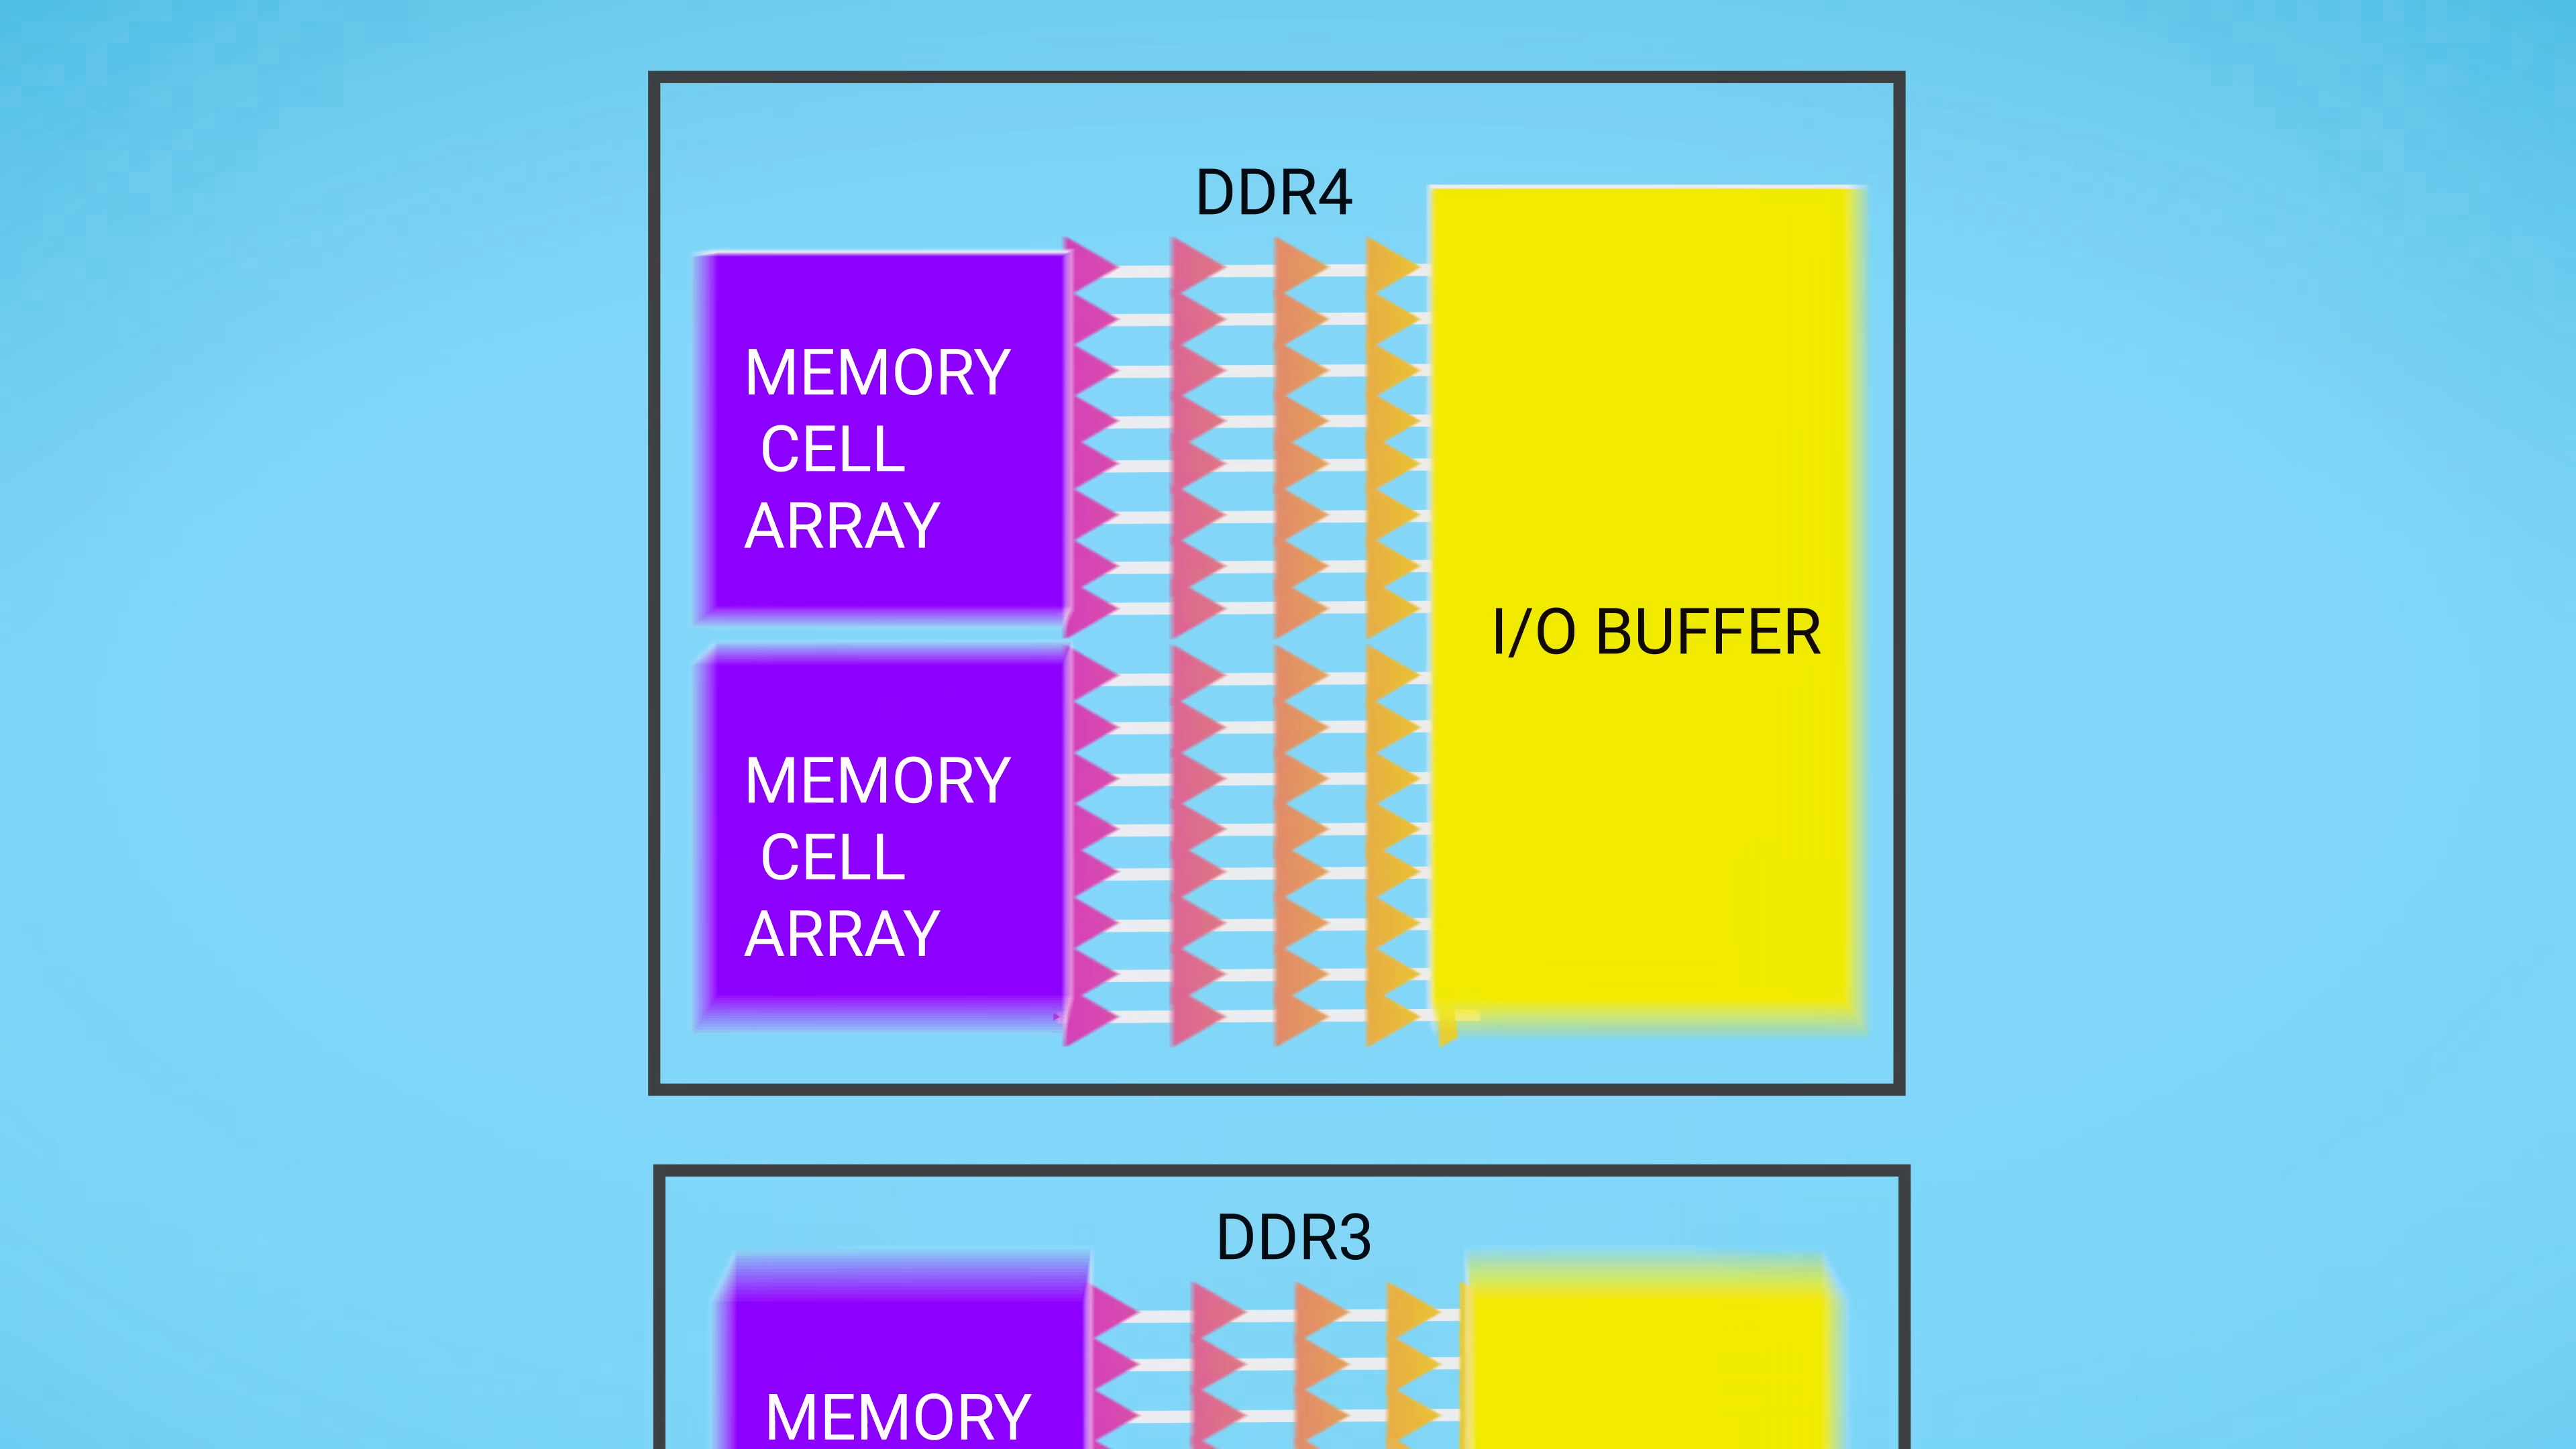 DDR4
MEMORY
CELL
ARRAY
I/O BUFFER
MEMORY
CELL
ARRAY
DDR3
MEMORY